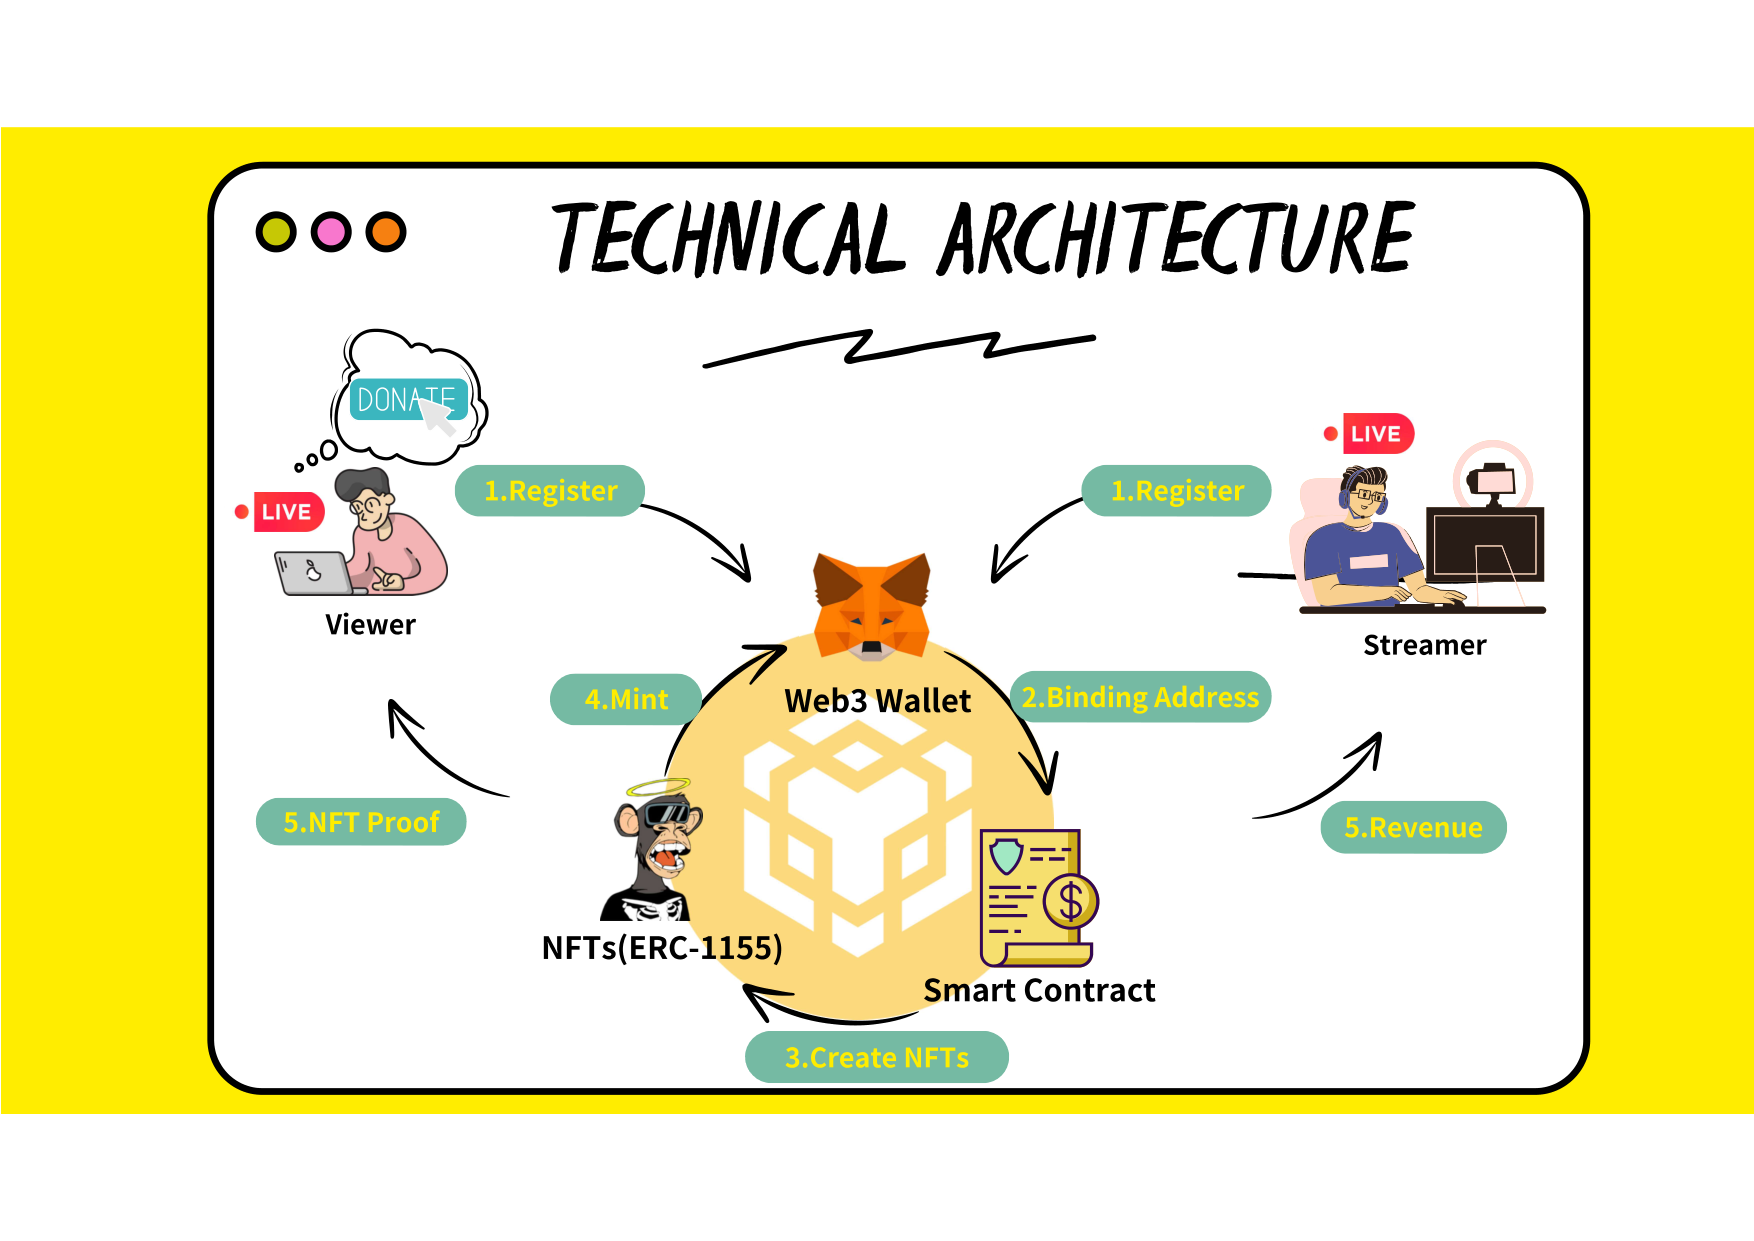 TECHNICAL ARCHITECTURE
DONATE
LIVE
1.Register
1.Register
LIVE
Viewer
Streamer
4.Mint
Web3 Wallet
2.Binding Address
5.NFT Proof
5.Revenue
$
NFTs(ERC-1155)
Smart Contract
3.Create NFTs